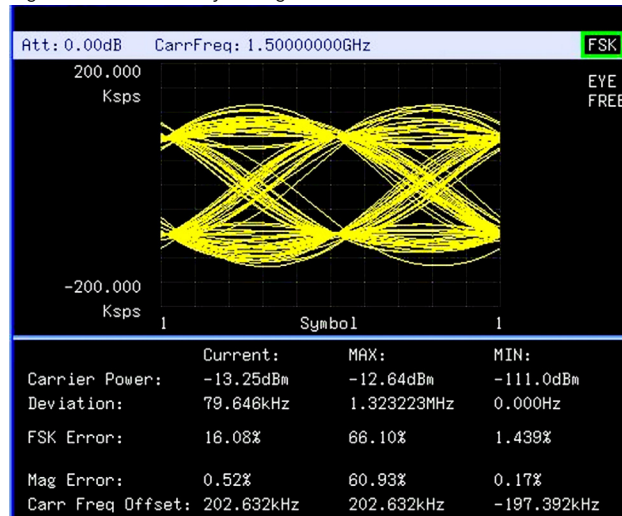 Att: 0.00dB CarrFreq: 1.50000000GHz FSK
200.000
Ksps
EYE
-200.000
Ksps
1 Symbol 1
Current: MAX: MIN:
Carrier Power: -13.25dBm -12.64dBm -111.0dBm
Deviation: 79.646kHz 1.323223MHz 0.000Hz
FSK Error: 16.08% 66.10% 1.439%
Mag Error: 0.52% 60.93% 0.17%
Carr Freq Offset: 202.632kHz 202.632kHz -197.392kHz